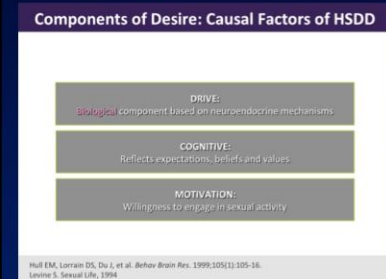 Components of Desire: Causal Factors of HSDD
DRIVE:
Biological component based on neuroendocrine mechanisms
COGNITIVE:
Reflects expectations, beliefs and values
MOTIVATION:
Willingness to engage in sexual activity
Hull EM, Lorrain DS, Du J, et al. Behav Brain Res. 1999;105(1):105-16.
Levine S. Sexual Life, 1994